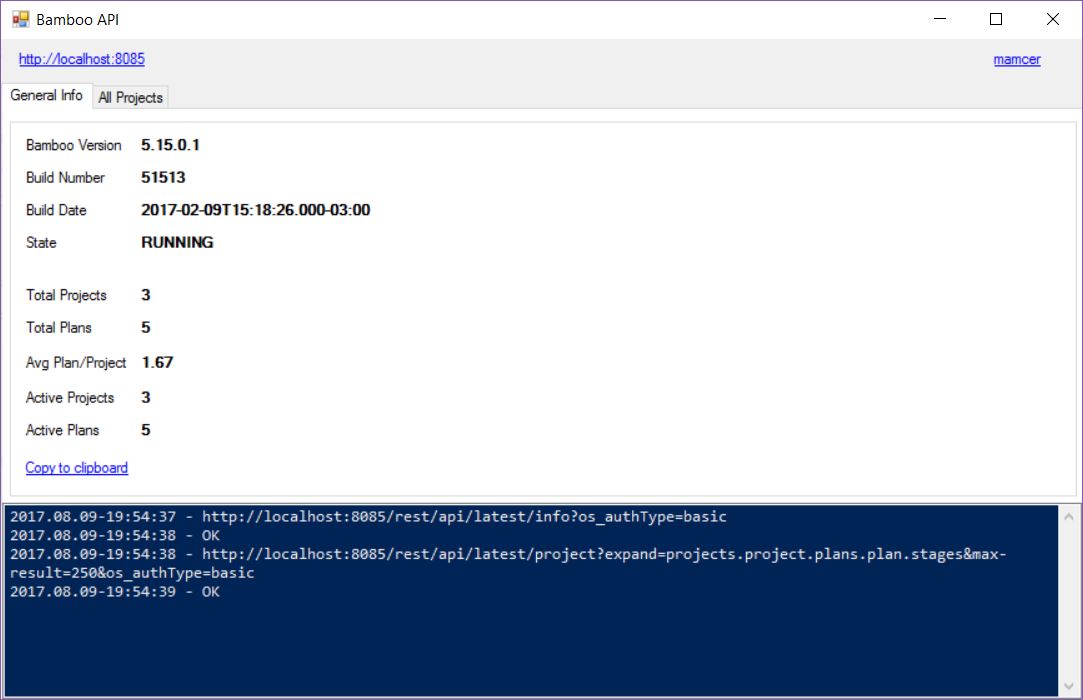 Bamboo API
http://localhost:8085 mamcer
General Info All Projects
Bamboo Version 5.15.0.1
Build Number 51513
Build Date 2017-02-09T15:18:26.000-03:00
State RUNNING
Total Projects 3
Total Plans 5
Avg Plan/Project 1.67
Active Projects 3
Active Plans 5
Copy to clipboard
2017.08.09-19:54:37 - http://localhost:8085/rest/api/latest/info?os_authType=basic
2017.08.09-19:54:38 - OK
2017.08.09-19:54:38 - http://localhost:8085/rest/api/latest/project?expand=projects.project.plans.plan.stages&max-
result=250&os_authType=basic
2017.08.09-19:54:39 - OK